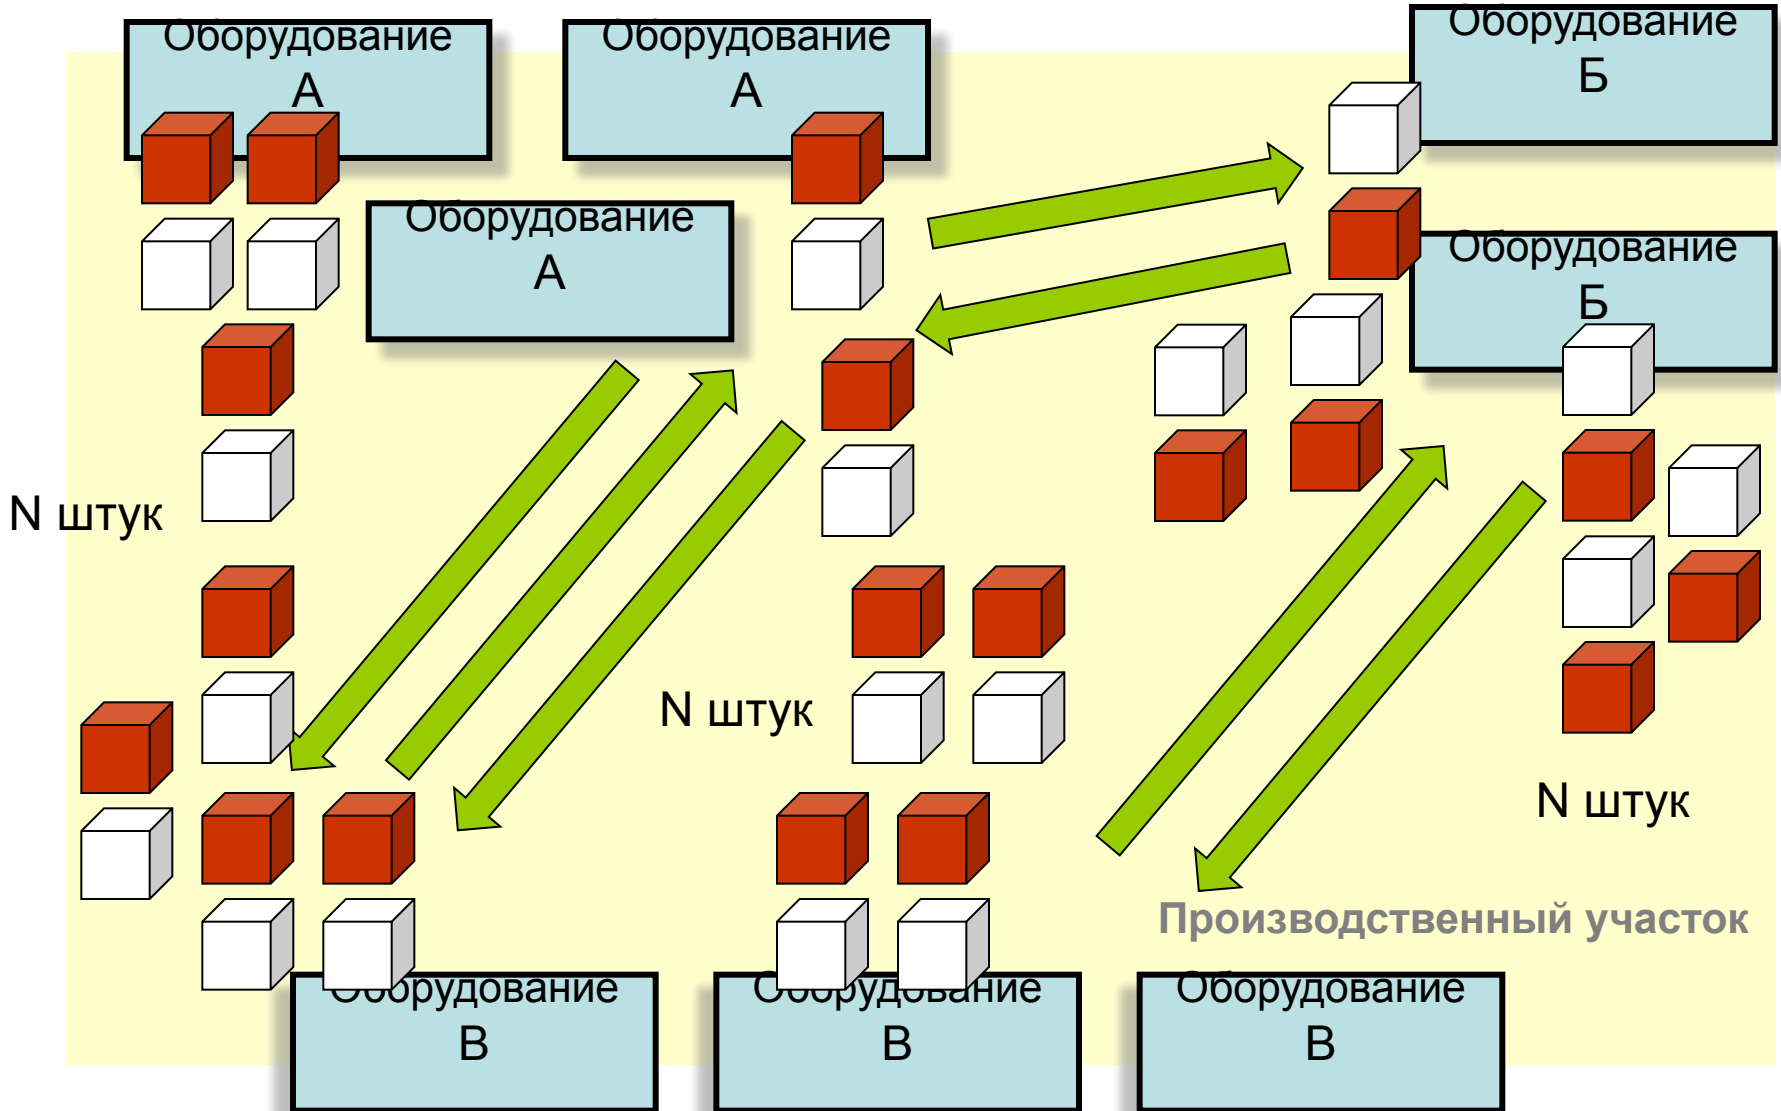 Оборудование
А
Оборудование
А
Оборудование
Б
Оборудование
А
Оборудование
Б
N штук
N штук
N штук
Производственный участок
Оборудование
В
Оборудование
В
Оборудование
В